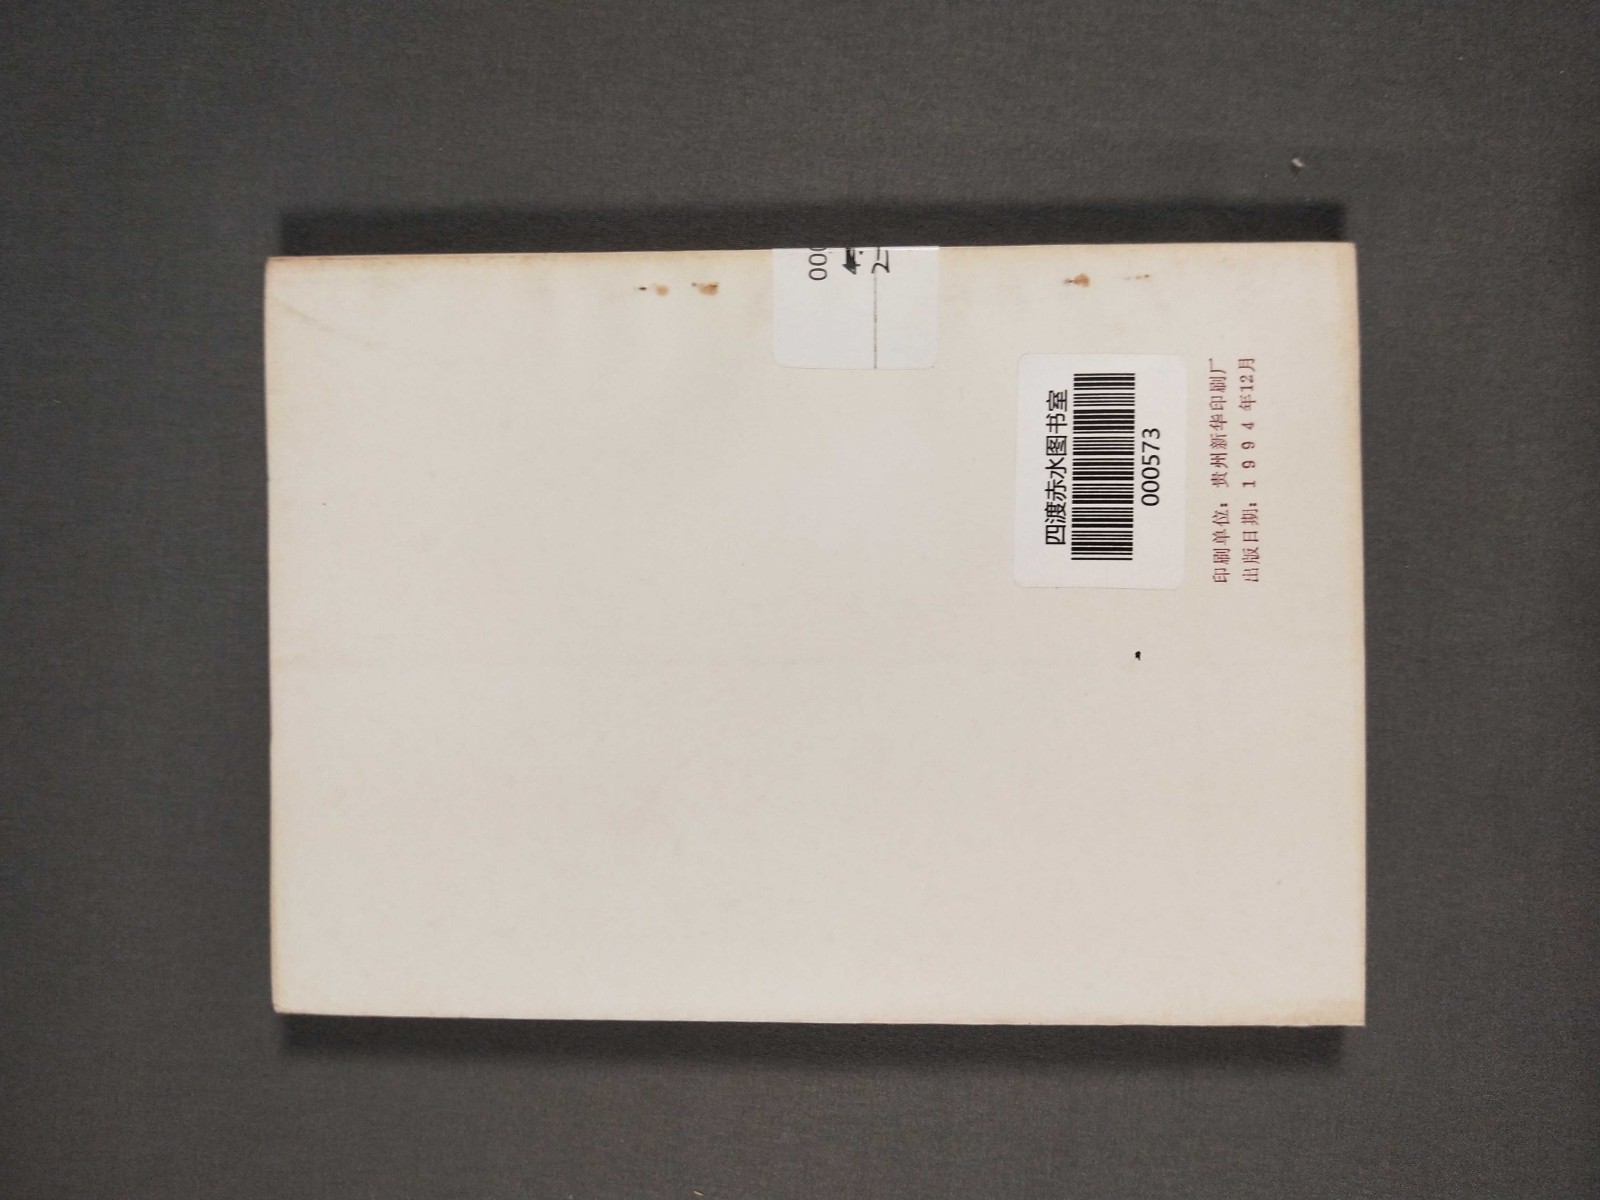 四渡赤水图书室
000573
印刷单位：贵州新华印刷厂
出版日期：1994年12月
000